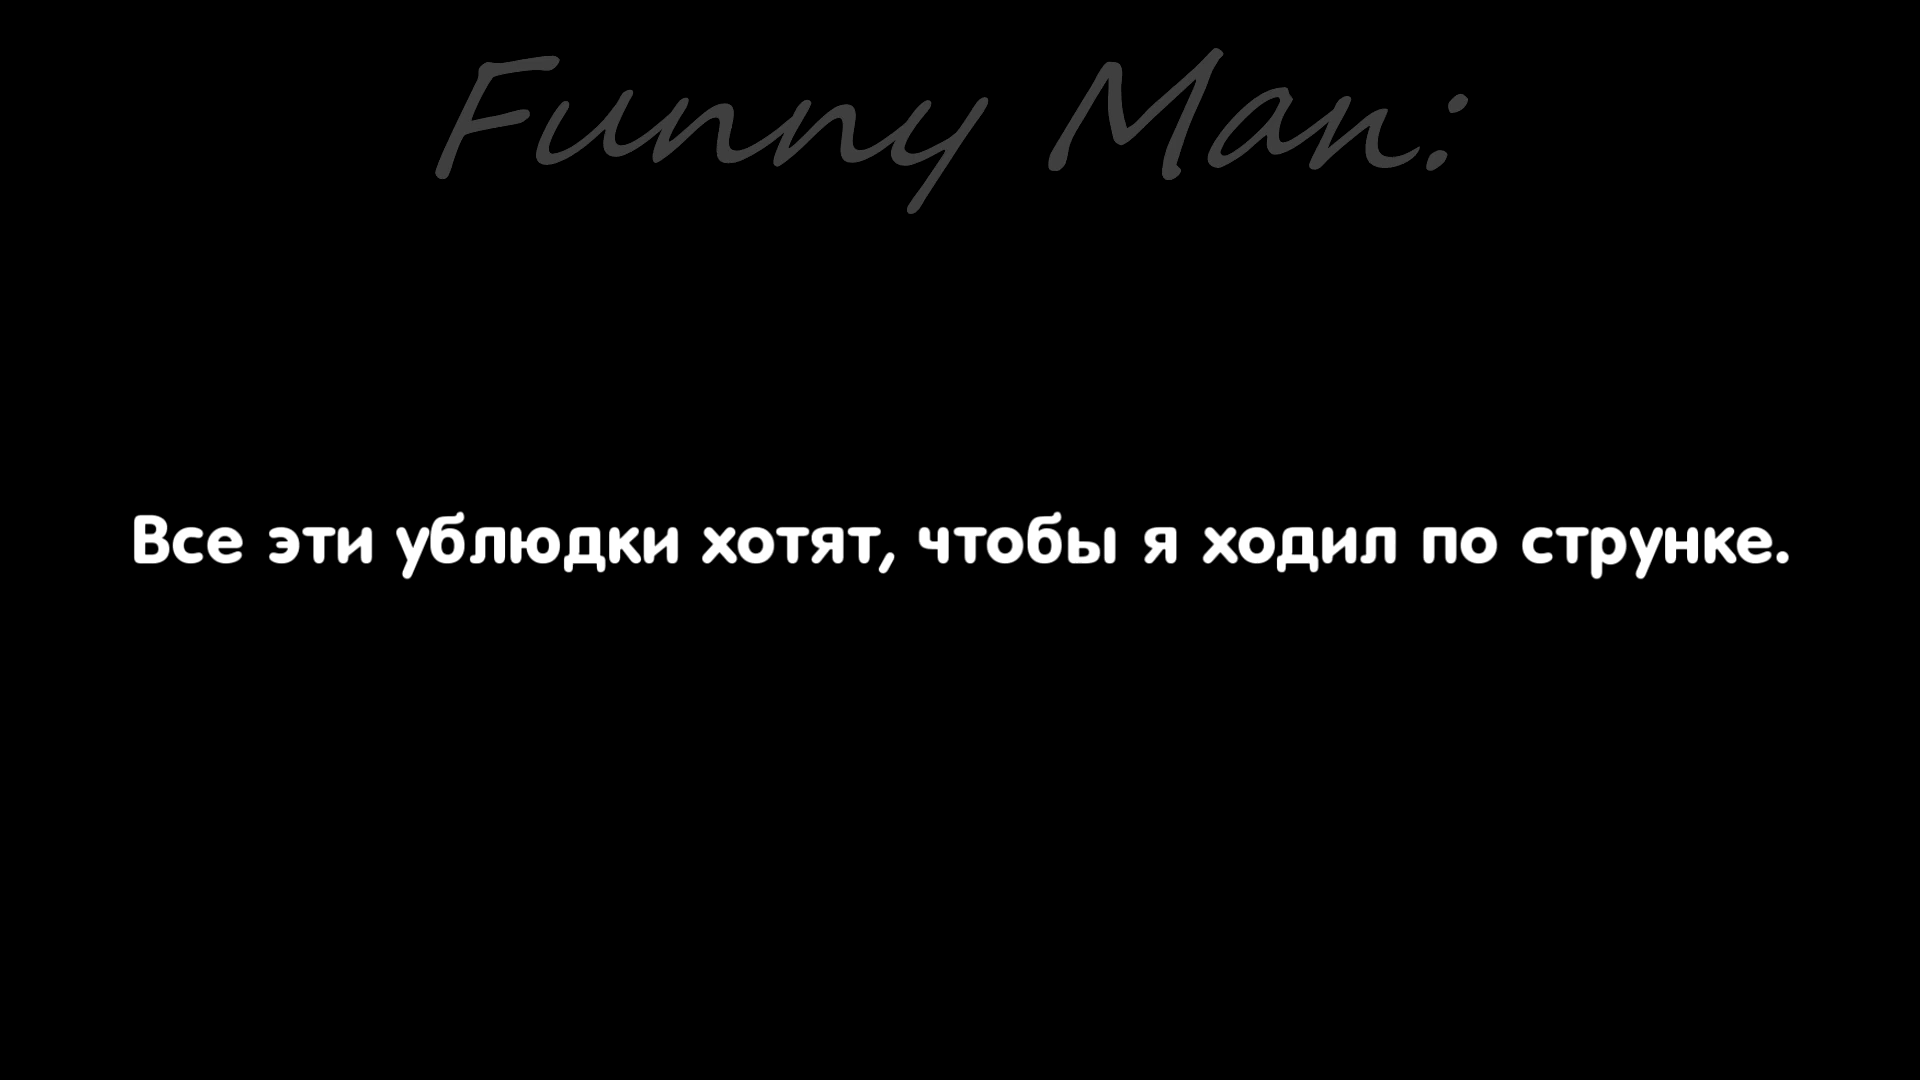 Funny Man:
Все эти ублюдки хотят, чтобы я ходил по струнке.